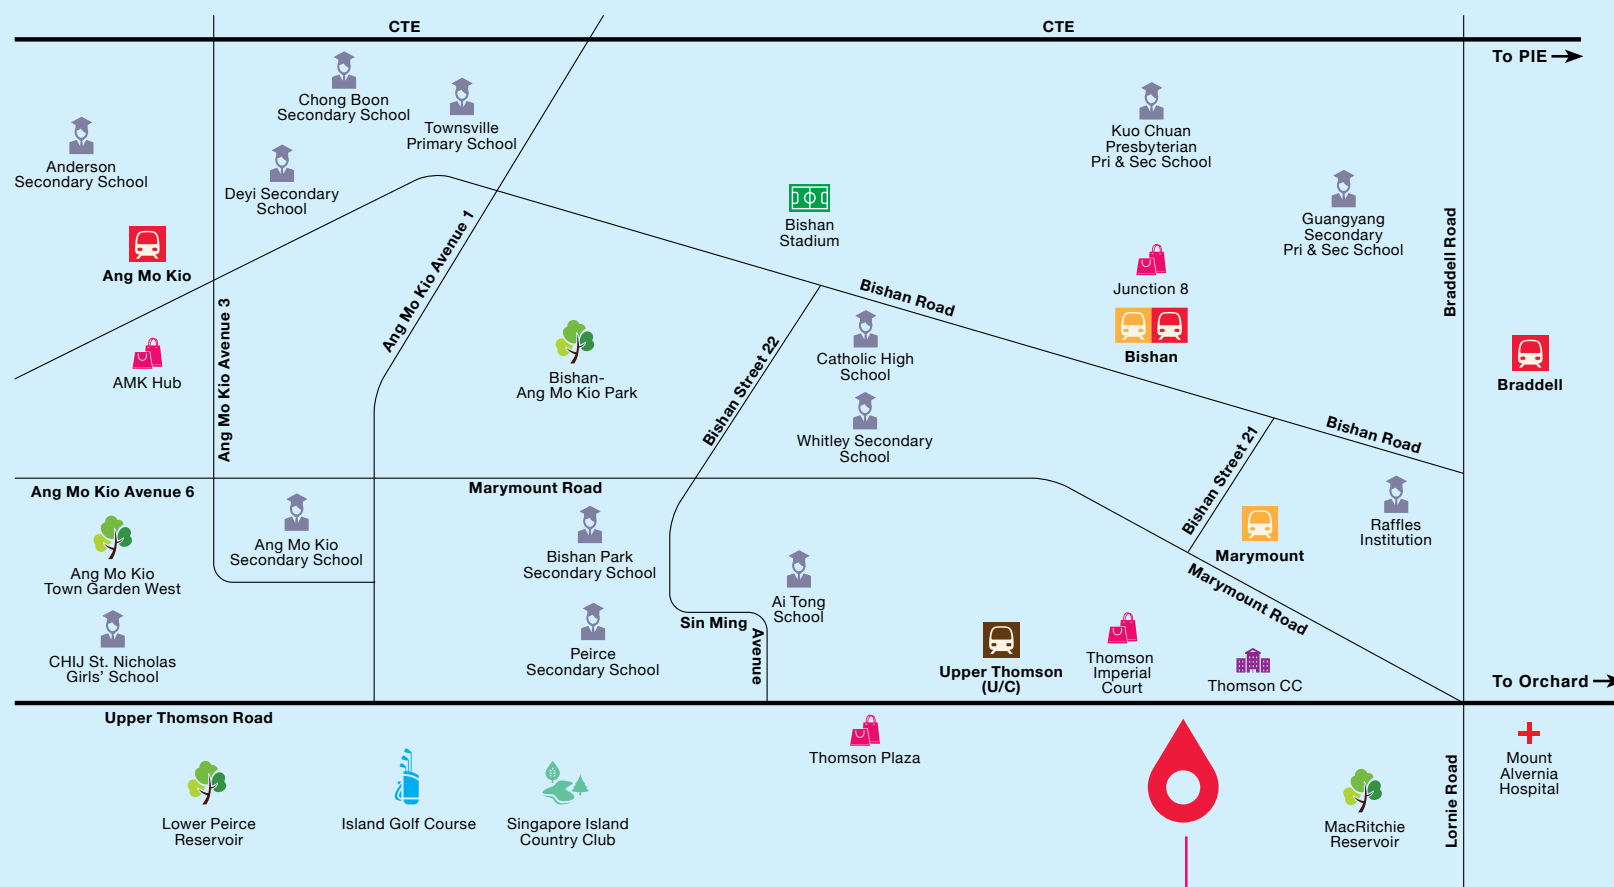 CTE
CTE
To PIE
Chong Boon
Secondary School
Townsville
Primary School
Kuo Chuan
Presbyterian
Pri & Sec School
Anderson
Secondary School
Deyi Secondary
School
Bishan
Stadium
Guangyang
Secondary
Pri & Sec School
Braddell Road
Ang Mo Kio
Ang Mo Kio Avenue 1
Bishan Road
Junction 8
Bishan
Braddell
AMK Hub
Ang Mo Kio Avenue 3
Bishan-
Ang Mo Kio Park
Bishan Street 22
Catholic High
School
Whitley Secondary
School
Bishan Road
Bishan Street 21
Ang Mo Kio Avenue 6
Marymount Road
Ang Mo Kio
Town Garden West
Ang Mo Kio
Secondary School
Bishan Park
Secondary School
Ai Tong
School
Marymount
Raffles
Institution
Marymount Road
Sin Ming
Avenue
CHIJ St. Nicholas
Girls’ School
Peirce
Secondary School
Upper Thomson
(U/C)
Thomson
Imperial
Court
Thomson CC
To Orchard
Upper Thomson Road
Thomson Plaza
Lower Peirce
Reservoir
Island Golf Course
Singapore Island
Country Club
MacRitchie
Reservoir
Lornie Road
Mount
Alvernia
Hospital